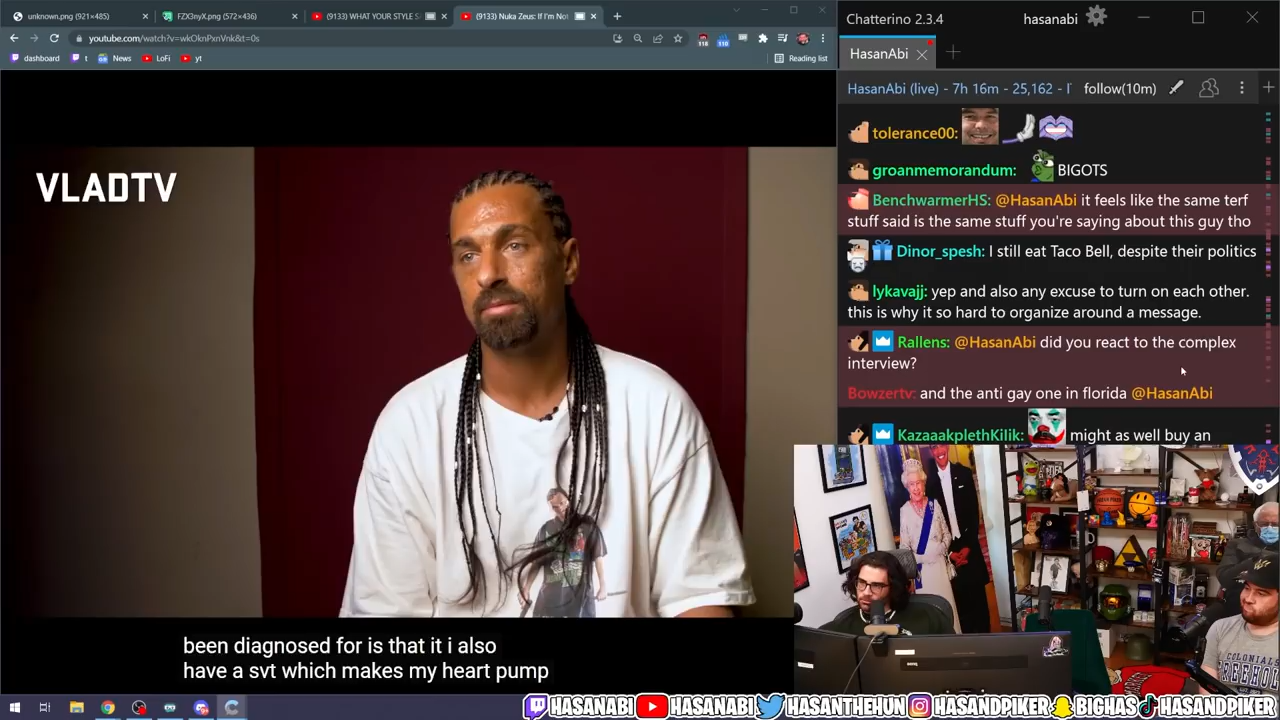 unknown.png (921×485)
FZX3nyX.png (572×436)
(9133) WHAT YOUR STYLE S
(9133) Nuka Zeus: If I'm Not
youtube.com/watch?v=wkOknPxnVnk&t=0s
118
110
dashboard
t
News
LoFi
yt
Reading list
Chatterino 2.3.4
hasanabi
HasanAbi
HasanAbi (live) - 7h 16m - 25,162 - I
follow(10m)
VLADTV
tolerance00:
groanmemorandum: BIGOTS
BenchwarmerHS: @HasanAbi it feels like the same terf
stuff said is the same stuff you're saying about this guy tho
Dinor_spesh: I still eat Taco Bell, despite their politics
lykavajj: yep and also any excuse to turn on each other.
this is why it so hard to organize around a message.
Rallens: @HasanAbi did you react to the complex
interview?
Bowzertv: and the anti gay one in florida @HasanAbi
KazaaakplethKilik: might as well buy an
been diagnosed for is that it i also
have a svt which makes my heart pump
COLONIALS
FREEHOL
HASANABI
HASANABI
HASANTHEHUN
HASANDPIKER
BIGHAS
HASANDPIKER